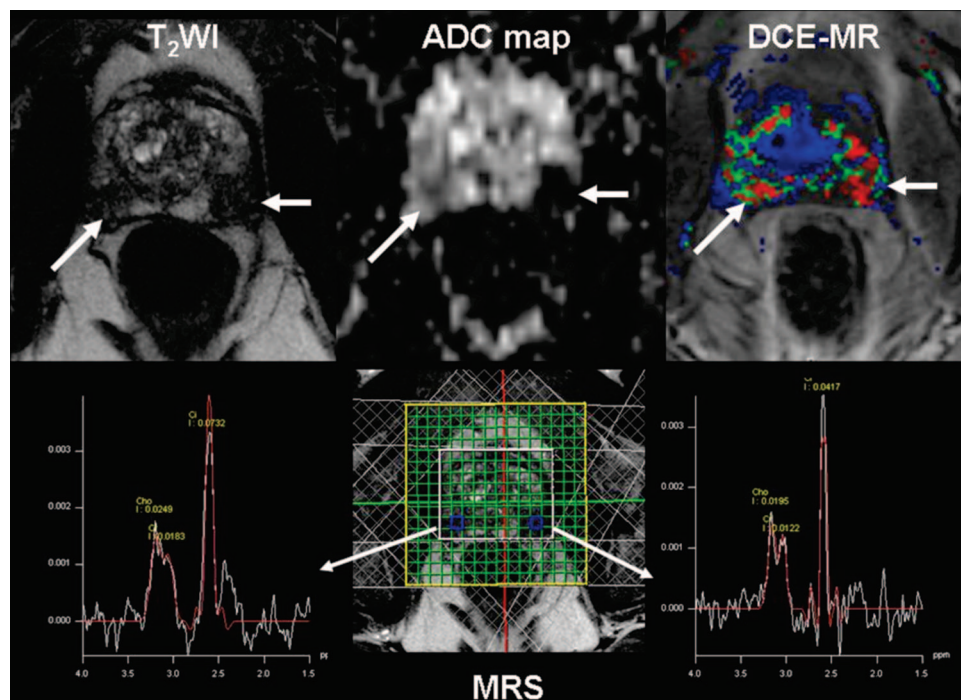 T₂WI
ADC map
DCE-MR
Ci
I : 0.0732
0.003
Cho
I : 0.0249
0.002
I : 0.0183
0.001
0.000
4.0 3.5 3.0 2.5 2.0 1.5
MRS
Ci
I : 0.0417
0.003
0.002
Cho
I : 0.0195
I : 0.0122
0.001
0.000
4.0 3.5 3.0 2.5 2.0 1.5
ppm